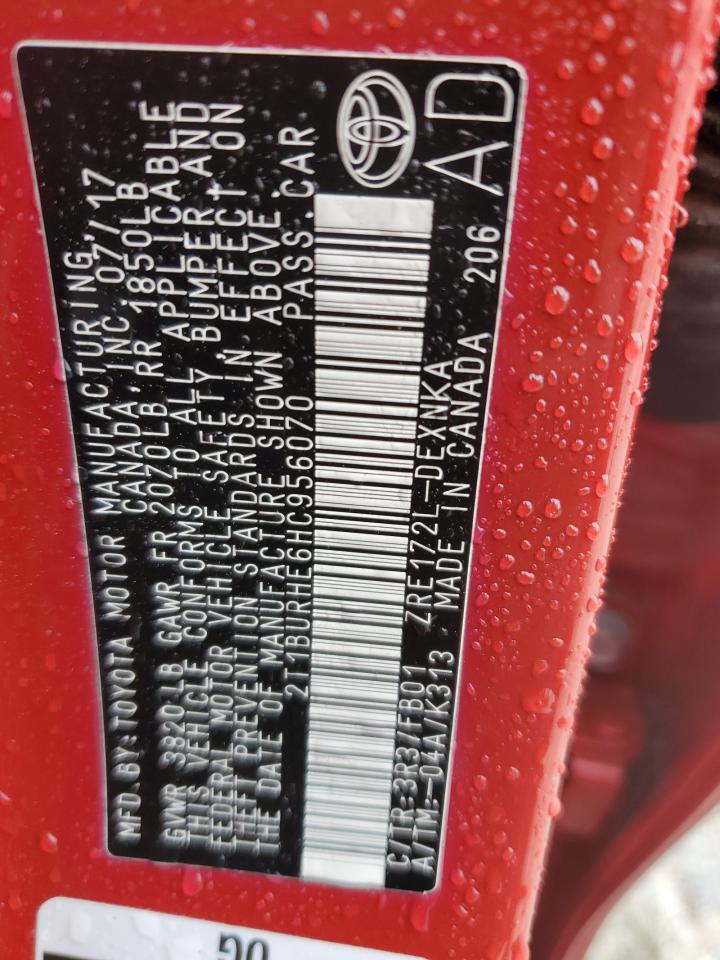 MFD BY:TOYOTA MOTOR MANUFACTURING,
CANADA, INC 07/17
GVWR 3820 LB GAWR FR 2070LB RR 1850LB
THIS VEHICLE CONFORMS TO ALL APPLICABLE
FEDERAL MOTOR VEHICLE SAFETY, BUMPER AND
THEFT PREVENTION STANDARDS IN EFFECT ON
THE DATE OF MANUFACTURE SHOWN ABOVE
2T1BURHE6HC956070 PASS.CAR
C/TR:3R3/FB01 ZRE172L-DEXNKA 206
A/TM:-04A/K313 MADE IN CANADA
AD